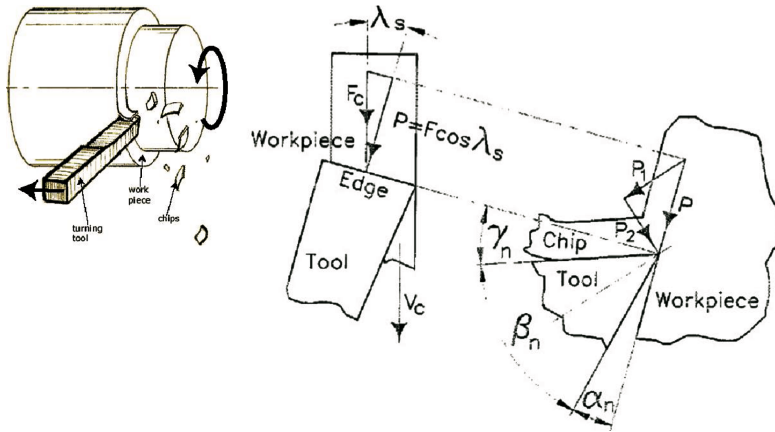 turning
tool
work
piece
chips
λs
Fc
P=Fcosλs
Workpiece
Edge
Tool
Vc
P1
P
P2
γn
Chip
Tool
Workpiece
βn
αn